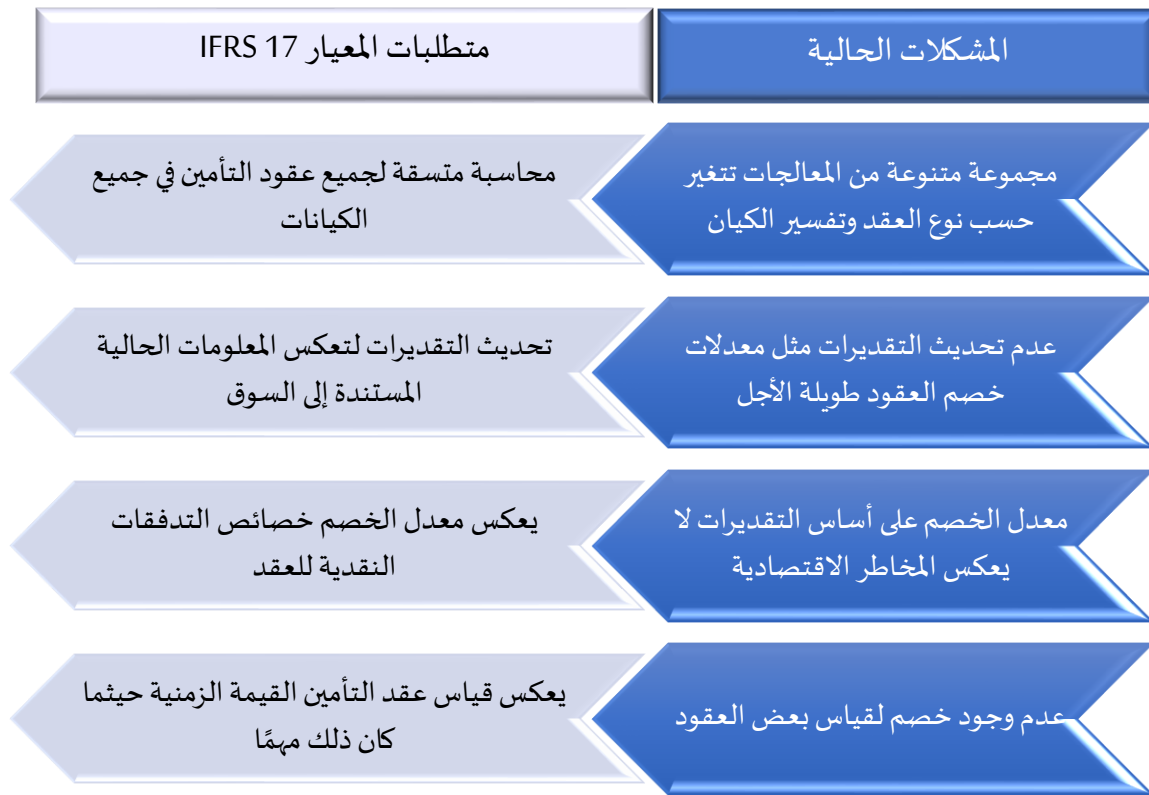 المشكلات الحالية
متطلبات المعيار IFRS 17
مجموعة متنوعة من المعالجات تتغير
حسب نوع العقد وتفسير الكيان
محاسبة متسقة لجميع عقود التأمين في جميع
الكيانات
عدم تحديث التقديرات مثل معدلات
خصم العقود طويلة الأجل
تحديث التقديرات لتعكس المعلومات الحالية
المستندة إلى السوق
معدل الخصم على أساس التقديرات لا
يعكس المخاطر الاقتصادية
يعكس معدل الخصم خصائص التدفقات
النقدية للعقد
عدم وجود خصم لقياس بعض العقود
يعكس قياس عقد التأمين القيمة الزمنية حيثما
كان ذلك مهمًا